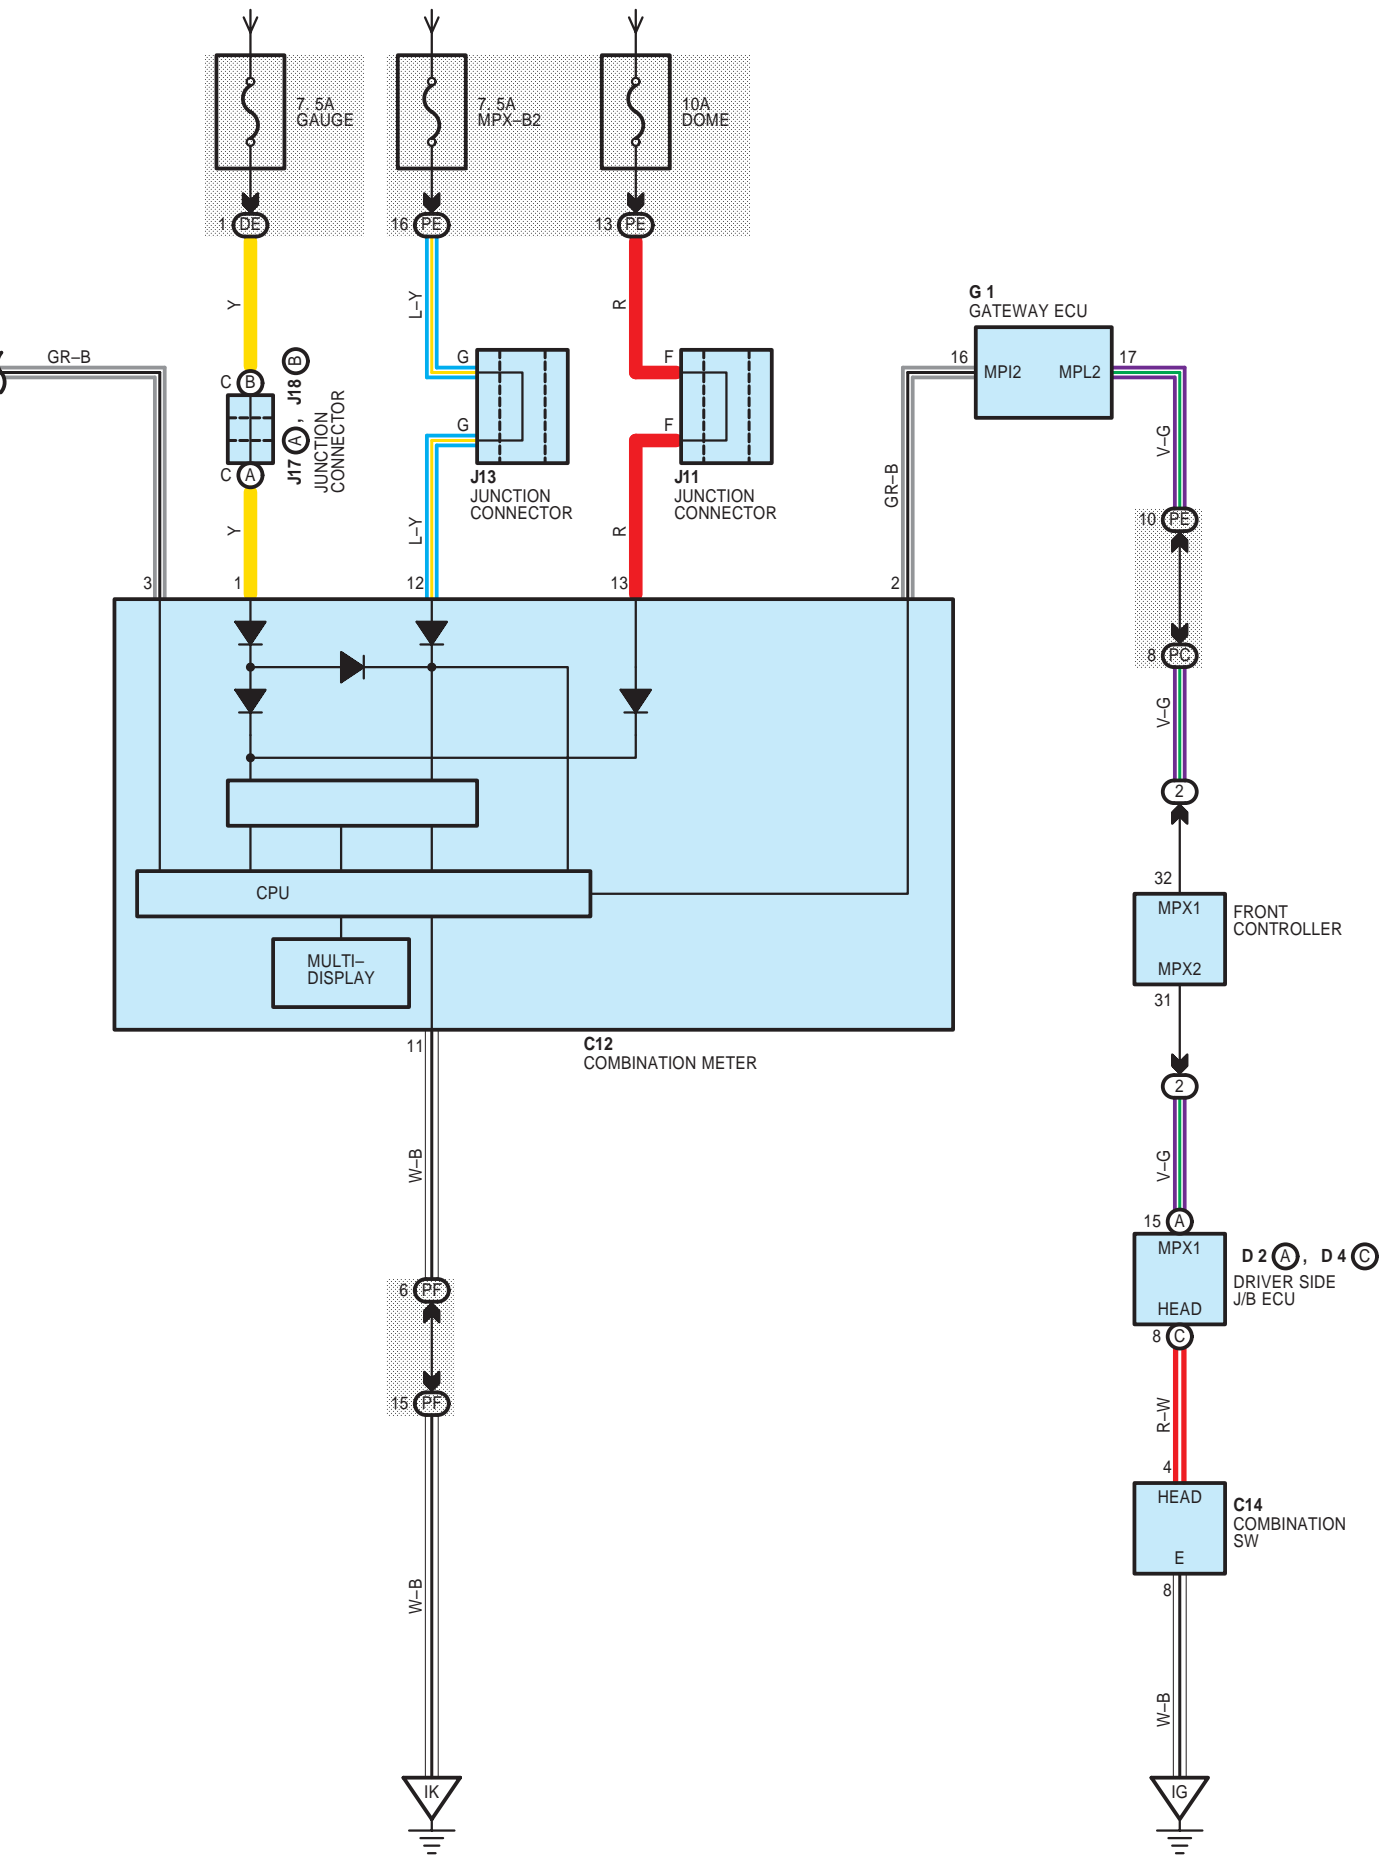 7. 5A
GAUGE
7. 5A
MPX–B2
10A
DOME
1 DE
16 PE
13 PE
Y
L–Y
R
G 1
GATEWAY ECU
GR–B
16
MPI2
MPL2
17
C B
J17 A , J18 B
JUNCTION
CONNECTOR
C A
G
G
J13
JUNCTION
CONNECTOR
F
F
J11
JUNCTION
CONNECTOR
V–G
GR–B
Y
L–Y
R
10 PE
8 PC
3
1
12
13
2
V–G
2
CPU
MULTI–
DISPLAY
32
MPX1
MPX2
FRONT
CONTROLLER
31
2
11
C12
COMBINATION METER
W–B
V–G
15 A
MPX1
HEAD
D 2 A , D 4 C
DRIVER SIDE
J/B ECU
8 C
6 PF
15 PF
R–W
4
HEAD
E
C14
COMBINATION
SW
8
W–B
W–B
IK
IG